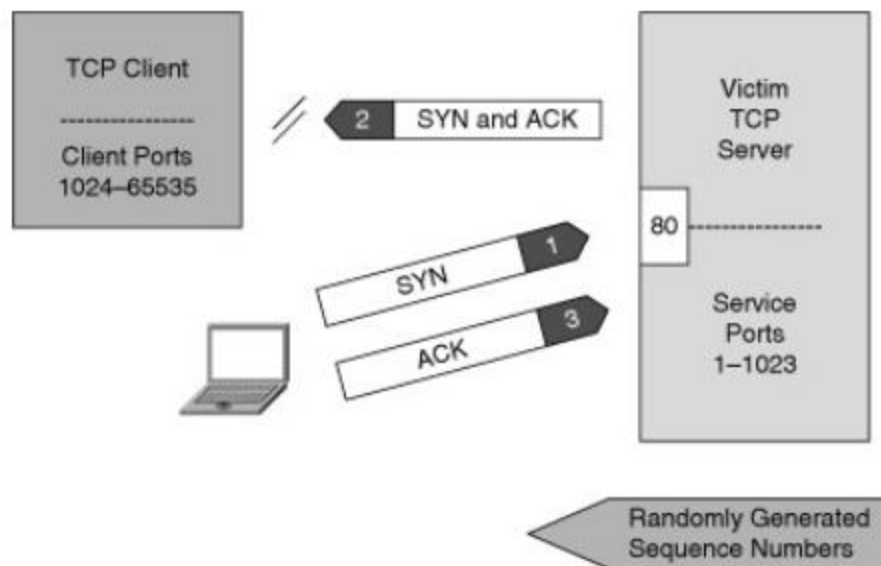 TCP Client
Client Ports
1024–65535
2 SYN and ACK
Victim
TCP
Server
80
SYN 1
ACK 3
Service
Ports
1–1023
Randomly Generated
Sequence Numbers